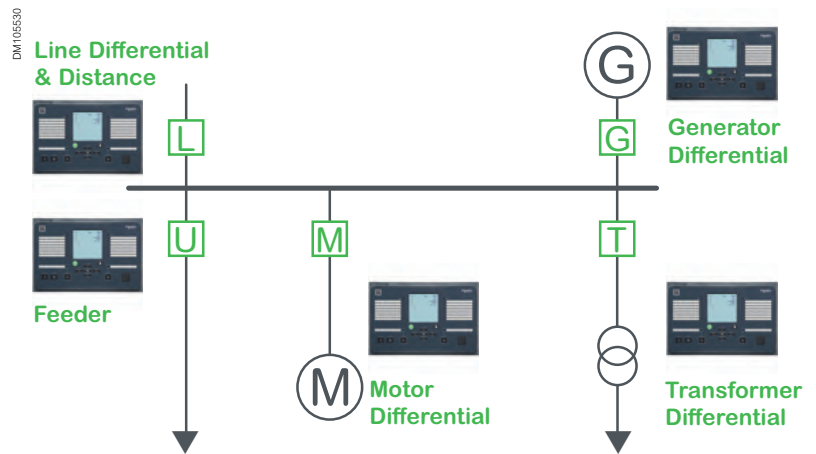 DM105530
Line Differential
& Distance
G
L
G
Generator
Differential
U
M
T
Feeder
M
Motor
Differential
Transformer
Differential